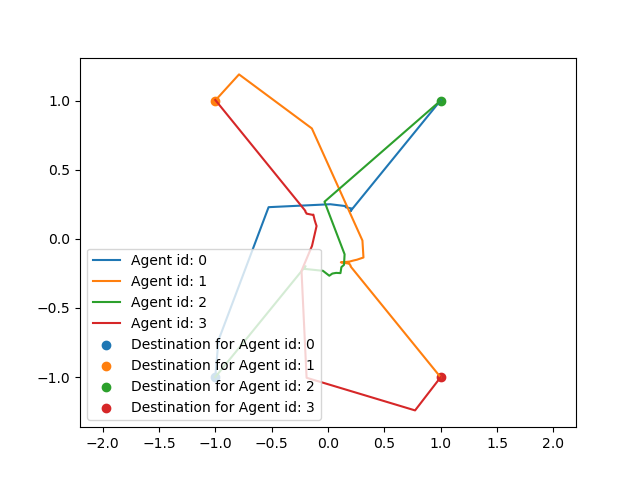 1.0
0.5
0.0
−0.5
−1.0
Agent id: 0
Agent id: 1
Agent id: 2
Agent id: 3
Destination for Agent id: 0
Destination for Agent id: 1
Destination for Agent id: 2
Destination for Agent id: 3
−2.0 −1.5 −1.0 −0.5 0.0 0.5 1.0 1.5 2.0